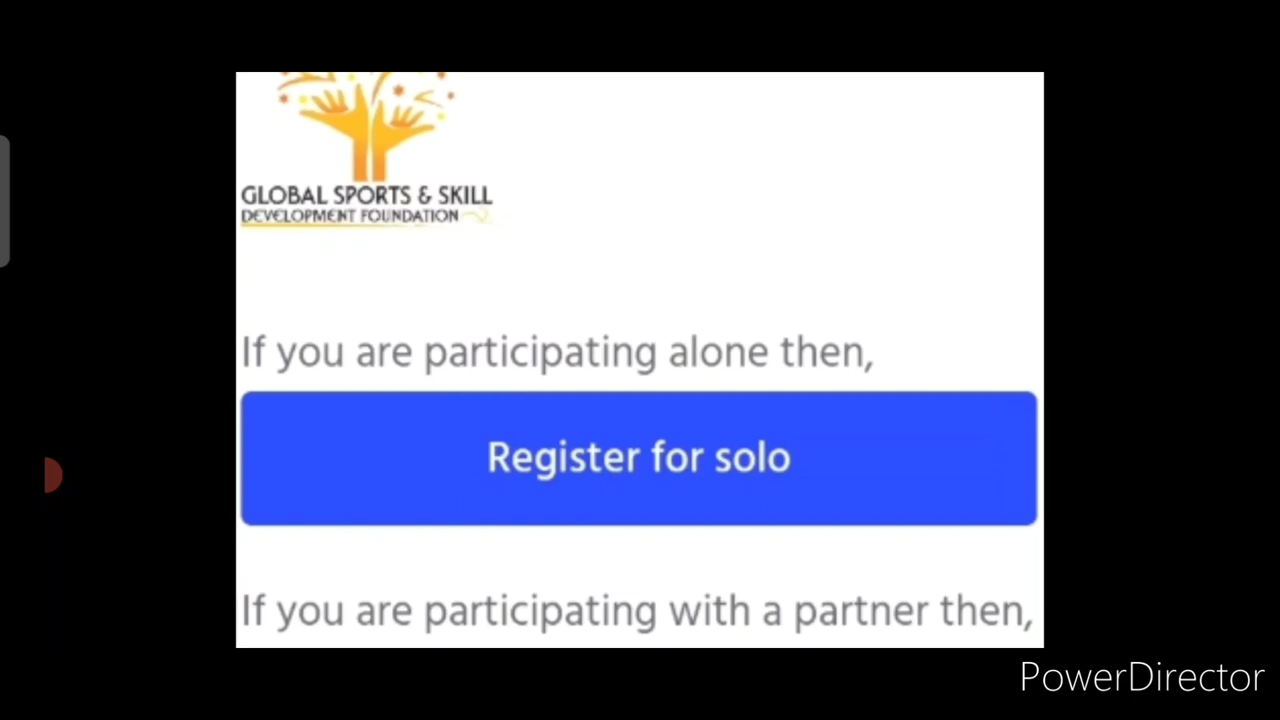 GLOBAL SPORTS & SKILL
DEVELOPMENT FOUNDATION
If you are participating alone then,
Register for solo
If you are participating with a partner then,
PowerDirector